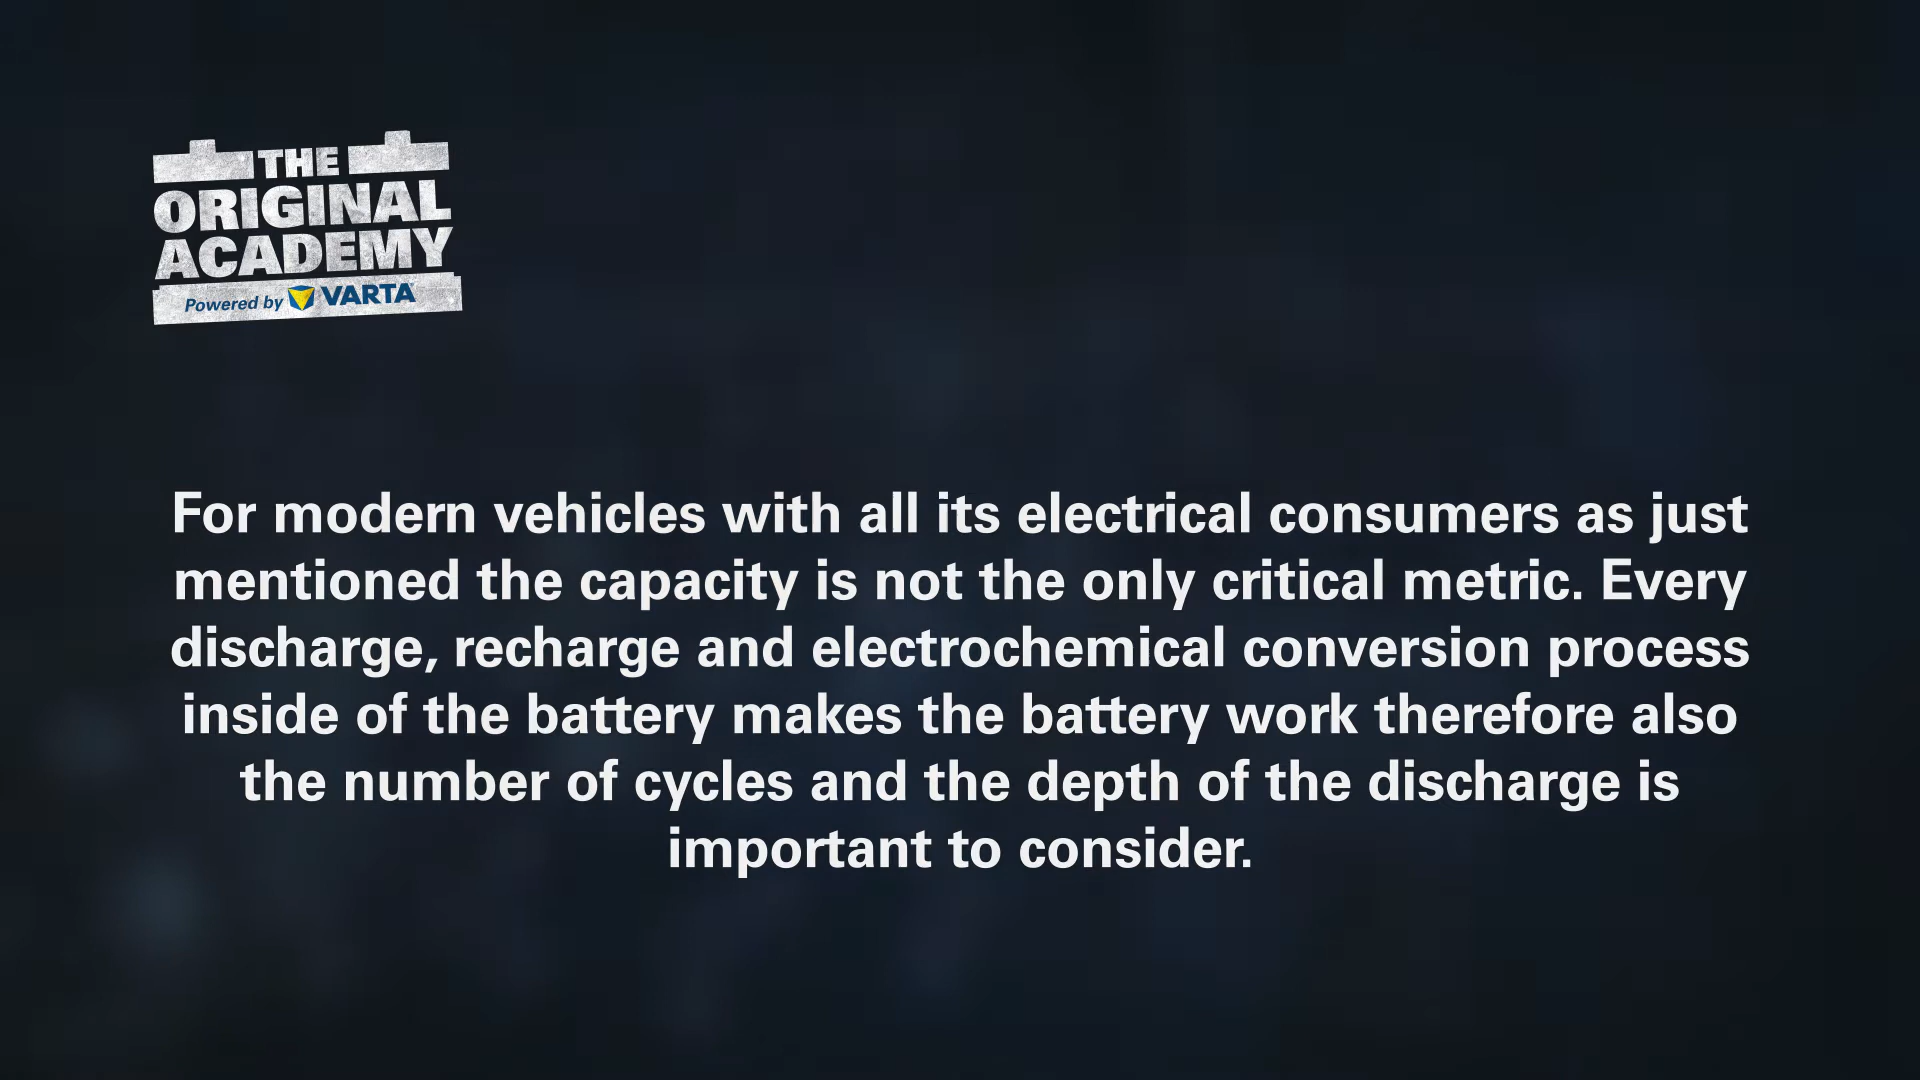 THE
ORIGINAL
ACADEMY
Powered by VARTA
For modern vehicles with all its electrical consumers as just
mentioned the capacity is not the only critical metric. Every
discharge, recharge and electrochemical conversion process
inside of the battery makes the battery work therefore also
the number of cycles and the depth of the discharge is
important to consider.